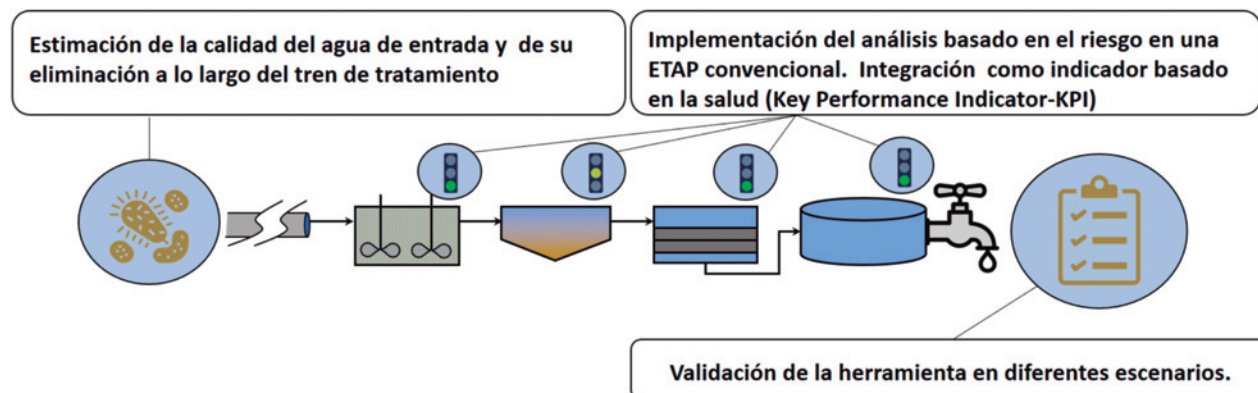 Estimación de la calidad del agua de entrada y de su
eliminación a lo largo del tren de tratamiento
Implementación del análisis basado en el riesgo en una
ETAP convencional. Integración como indicador basado
en la salud (Key Performance Indicator-KPI)
Validación de la herramienta en diferentes escenarios.